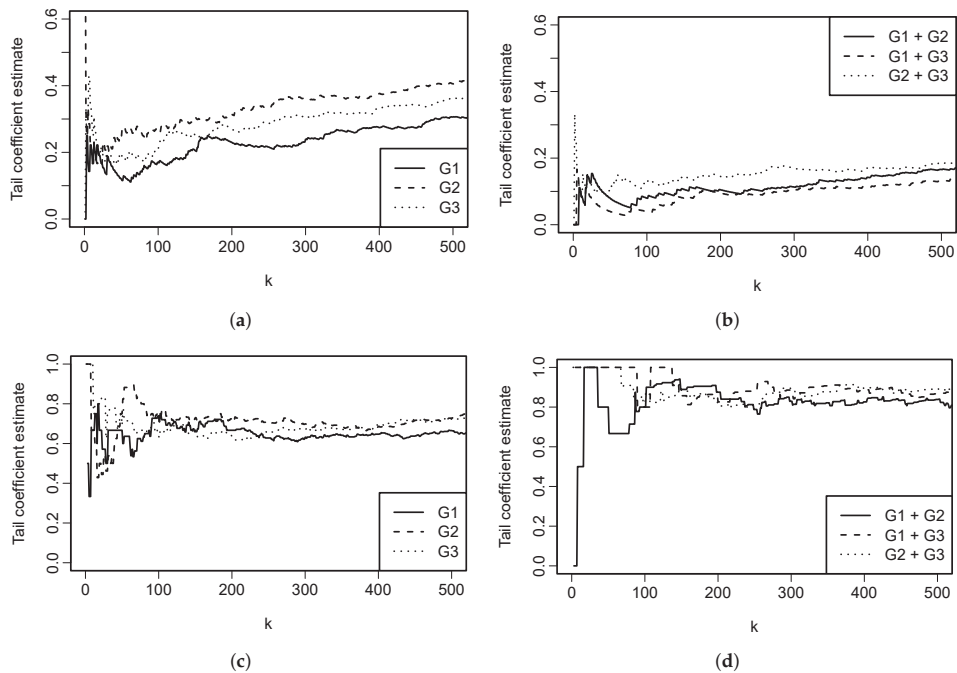 Tail coefficient estimate
0.0 0.2 0.4 0.6
0 100 200 300 400 500
k
G1
G2
G3
(a)
Tail coefficient estimate
0.0 0.2 0.4 0.6
0 100 200 300 400 500
k
G1 + G2
G1 + G3
G2 + G3
(b)
Tail coefficient estimate
0.0 0.2 0.4 0.6 0.8 1.0
0 100 200 300 400 500
k
G1
G2
G3
(c)
Tail coefficient estimate
0.0 0.2 0.4 0.6 0.8 1.0
0 100 200 300 400 500
k
G1 + G2
G1 + G3
G2 + G3
(d)